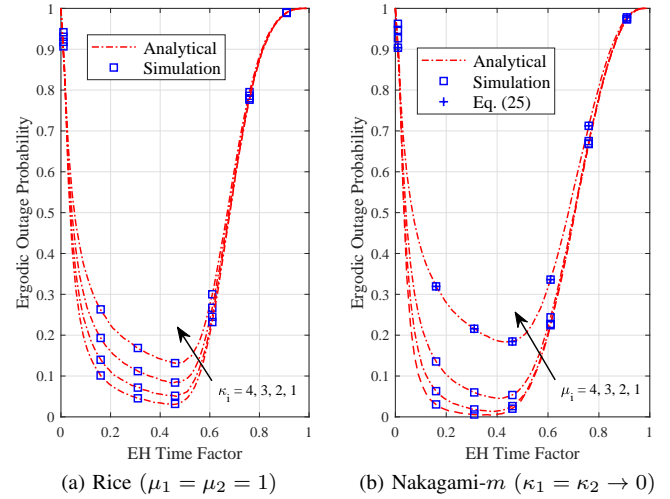 1
0.9
0.8
0.7
0.6
0.5
0.4
0.3
0.2
0.1
0
Ergodic Outage Probability
Analytical
Simulation
κi = 4, 3, 2, 1
0 0.2 0.4 0.6 0.8 1
EH Time Factor
(a) Rice (μ1 = μ2 = 1)
1
0.9
0.8
0.7
0.6
0.5
0.4
0.3
0.2
0.1
0
Ergodic Outage Probability
Analytical
Simulation
Eq. (25)
μi = 4, 3, 2, 1
0 0.2 0.4 0.6 0.8 1
EH Time Factor
(b) Nakagami-m (κ1 = κ2 → 0)